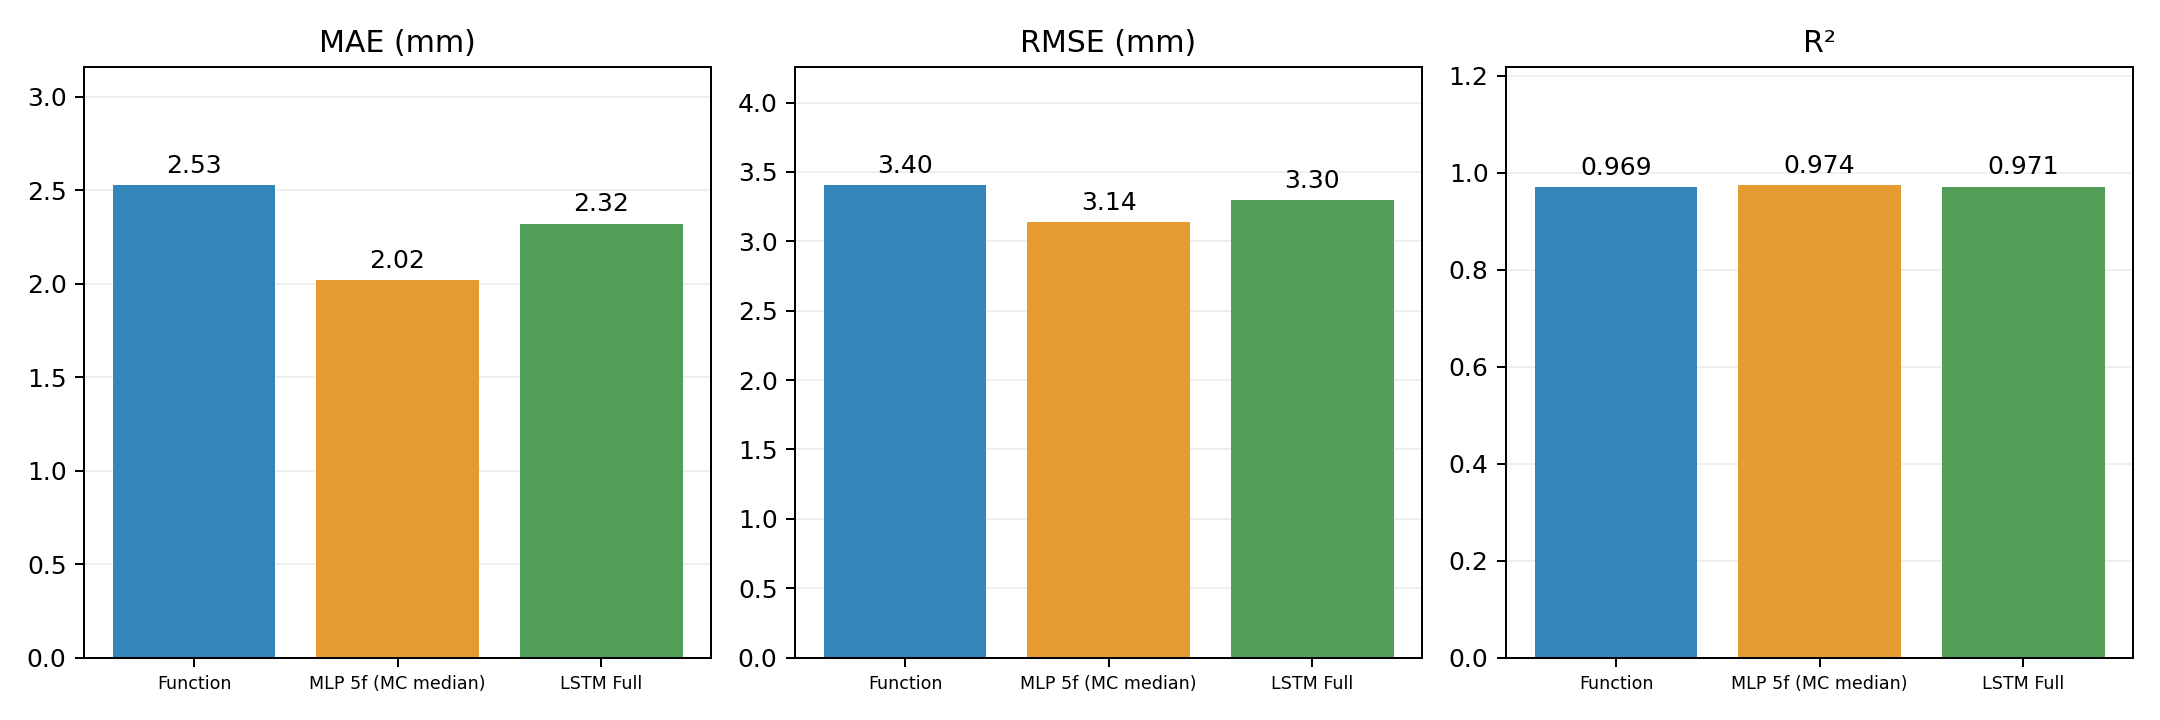 MAE (mm)
3.0
2.5
2.0
1.5
1.0
0.5
0.0
2.53
2.02
2.32
Function
MLP 5f (MC median)
LSTM Full
RMSE (mm)
4.0
3.5
3.0
2.5
2.0
1.5
1.0
0.5
0.0
3.40
3.14
3.30
Function
MLP 5f (MC median)
LSTM Full
R²
1.2
1.0
0.8
0.6
0.4
0.2
0.0
0.969
0.974
0.971
Function
MLP 5f (MC median)
LSTM Full